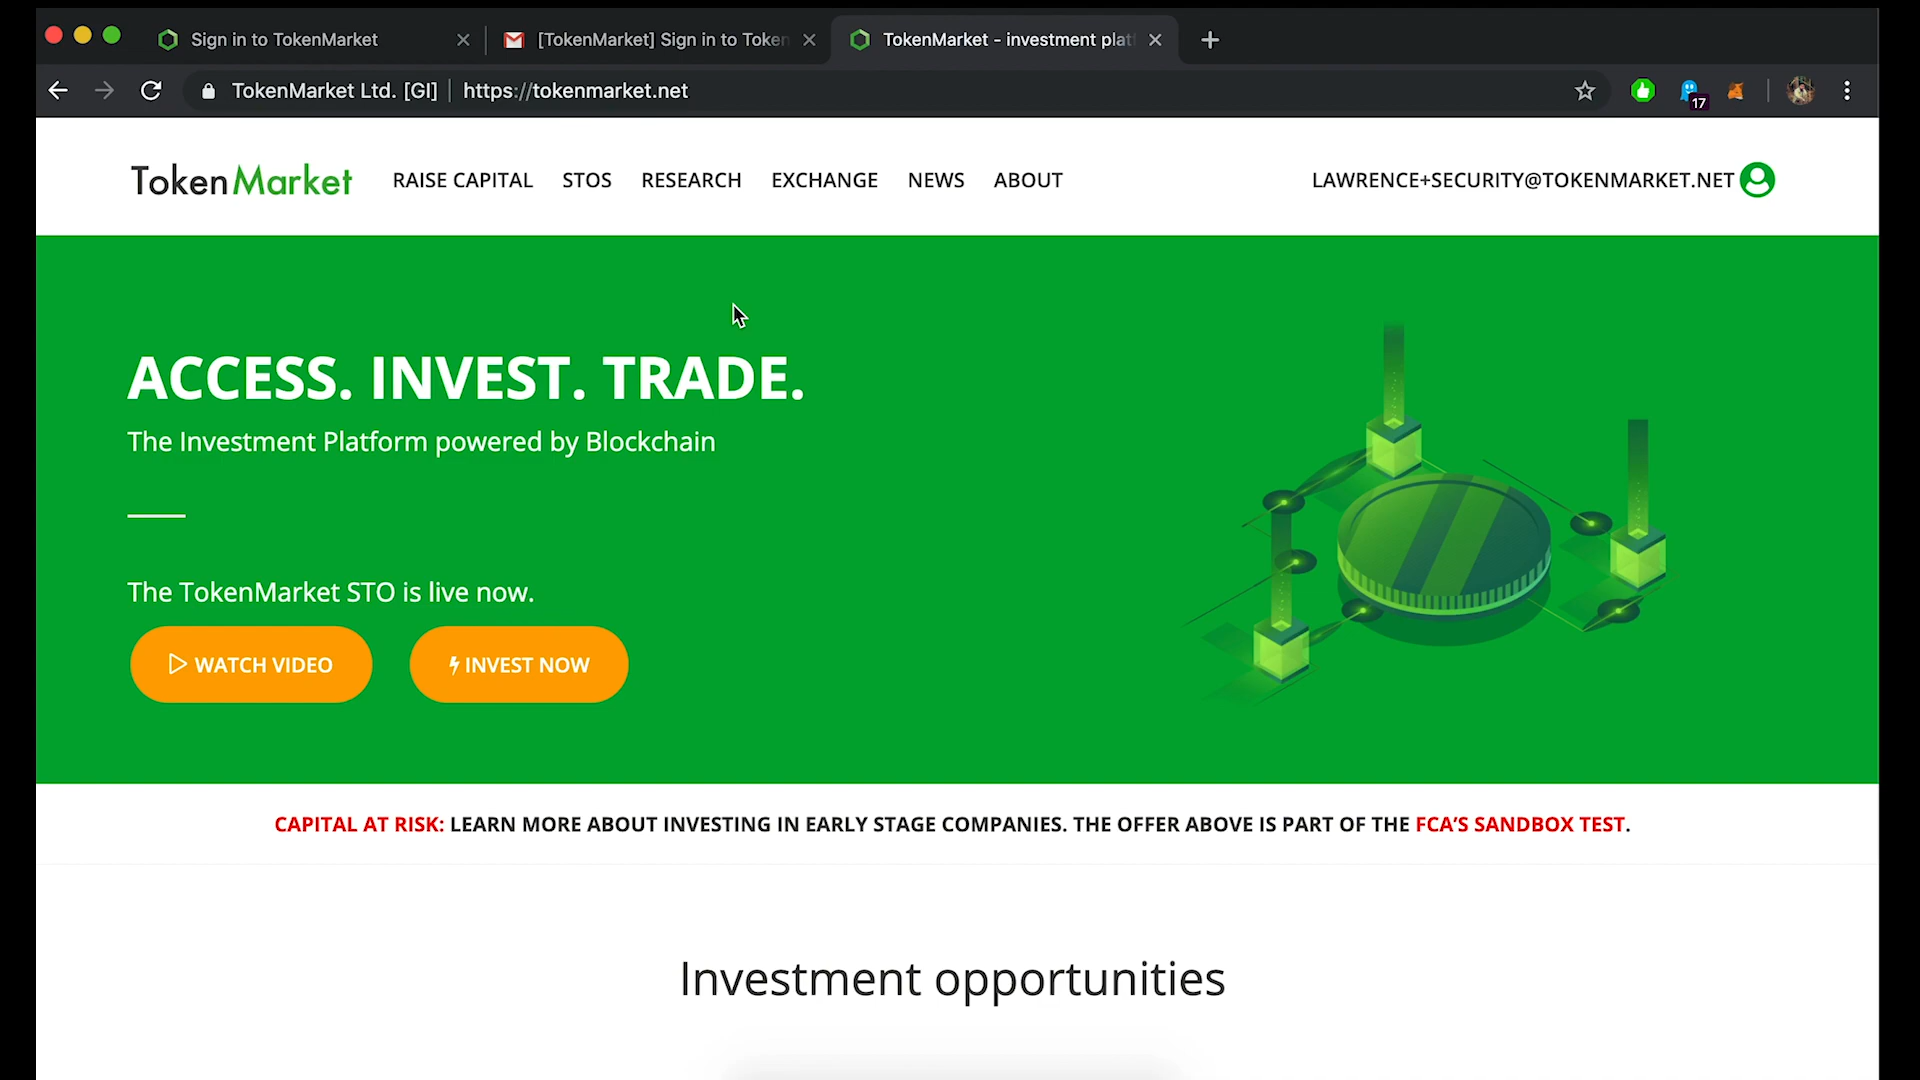 Sign in to TokenMarket
[TokenMarket] Sign in to Token
TokenMarket - investment plat
TokenMarket Ltd. [GI] | https://tokenmarket.net
17
TokenMarket
RAISE CAPITAL
STOS
RESEARCH
EXCHANGE
NEWS
ABOUT
LAWRENCE+SECURITY@TOKENMARKET.NET
ACCESS. INVEST. TRADE.
The Investment Platform powered by Blockchain
The TokenMarket STO is live now.
WATCH VIDEO
INVEST NOW
CAPITAL AT RISK: LEARN MORE ABOUT INVESTING IN EARLY STAGE COMPANIES. THE OFFER ABOVE IS PART OF THE FCA'S SANDBOX TEST.
Investment opportunities